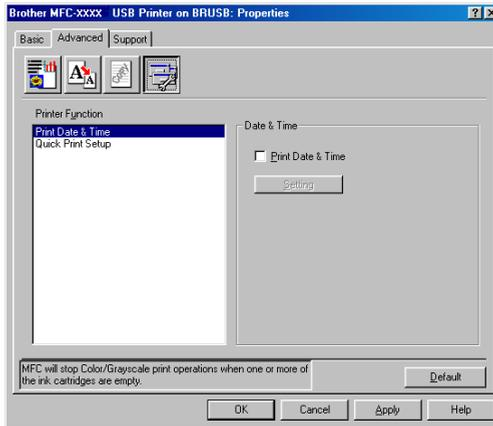 Brother MFC-XXXX USB Printer on BRUSB: Properties
Basic Advanced Support
Printer Function
Print Date & Time
Quick Print Setup
Date & Time
Print Date & Time
Setting
MFC will stop Color/Grayscale print operations when one or more of
the ink cartridges are empty.
Default
OK Cancel Apply Help